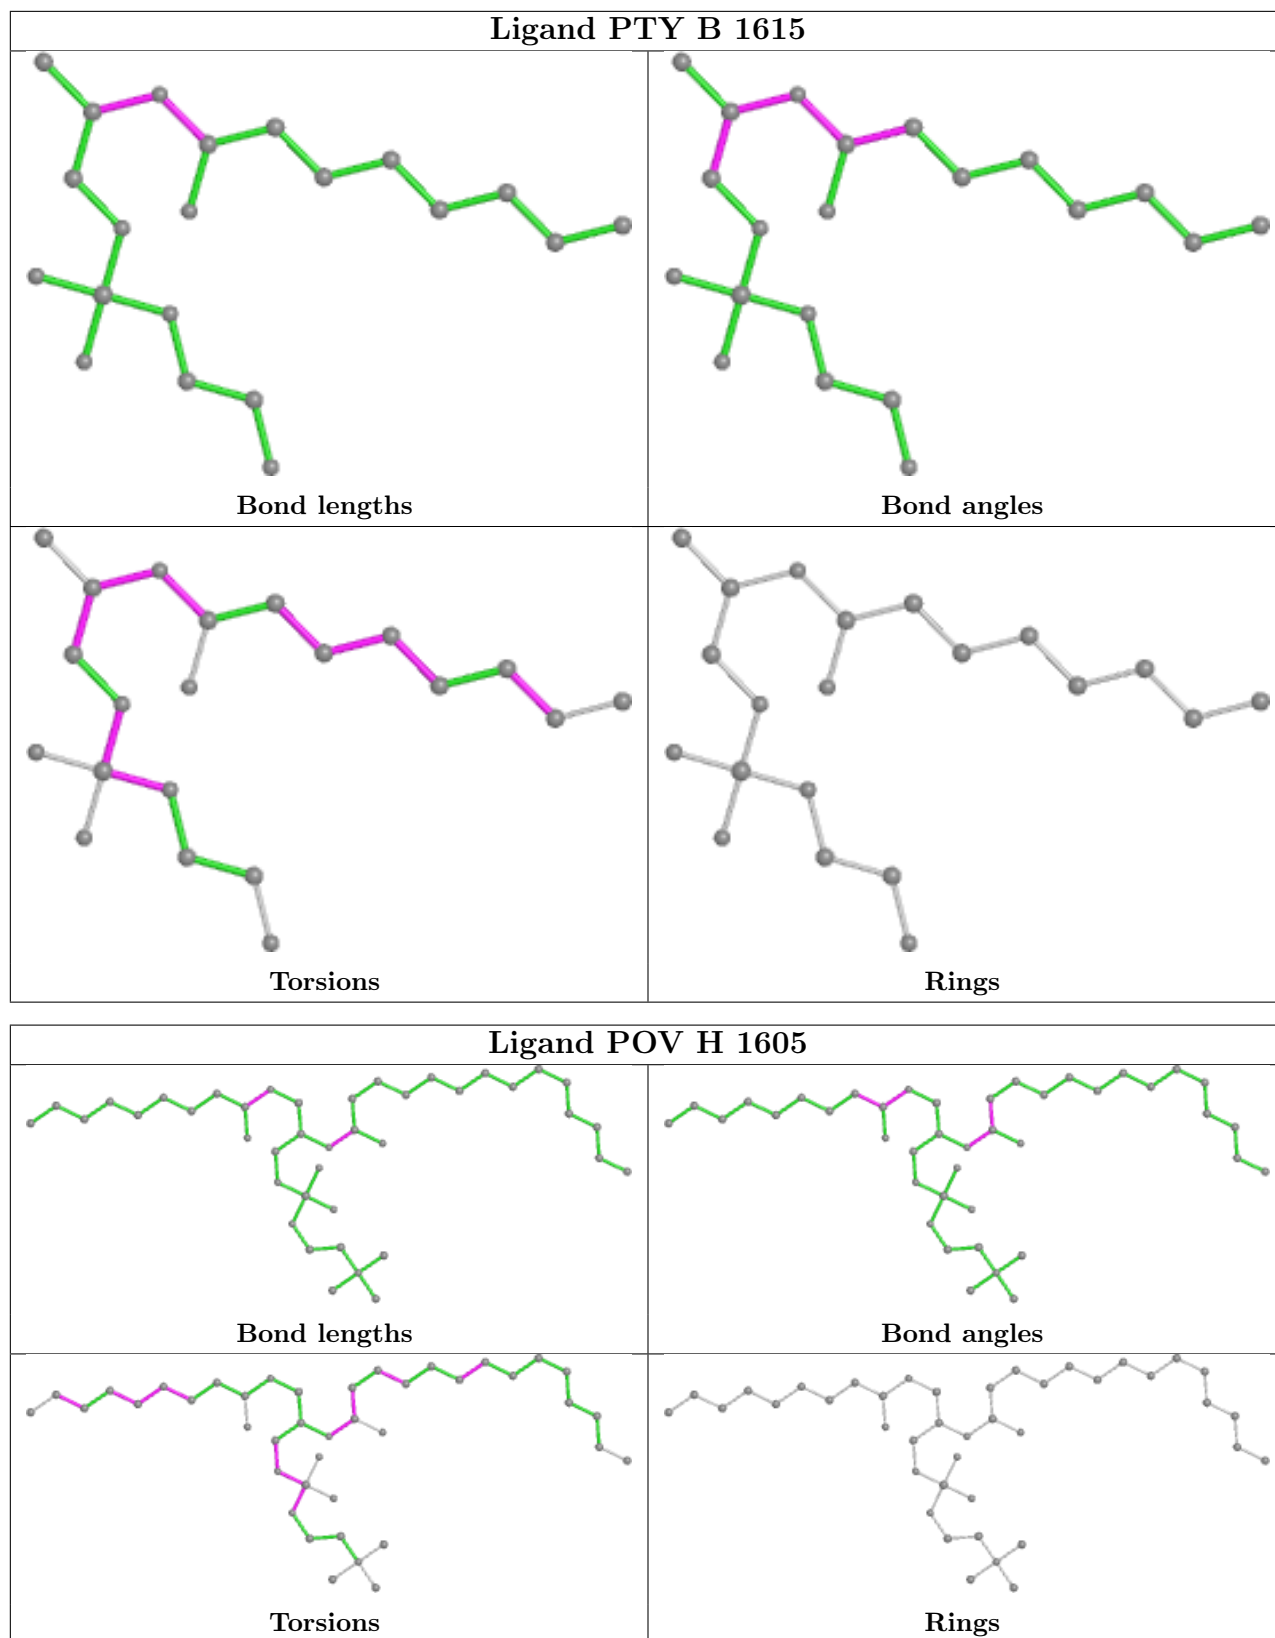 Ligand PTY B 1615
Bond lengths
Bond angles
Torsions
Rings
Ligand POV H 1605
Bond lengths
Bond angles
Torsions
Rings